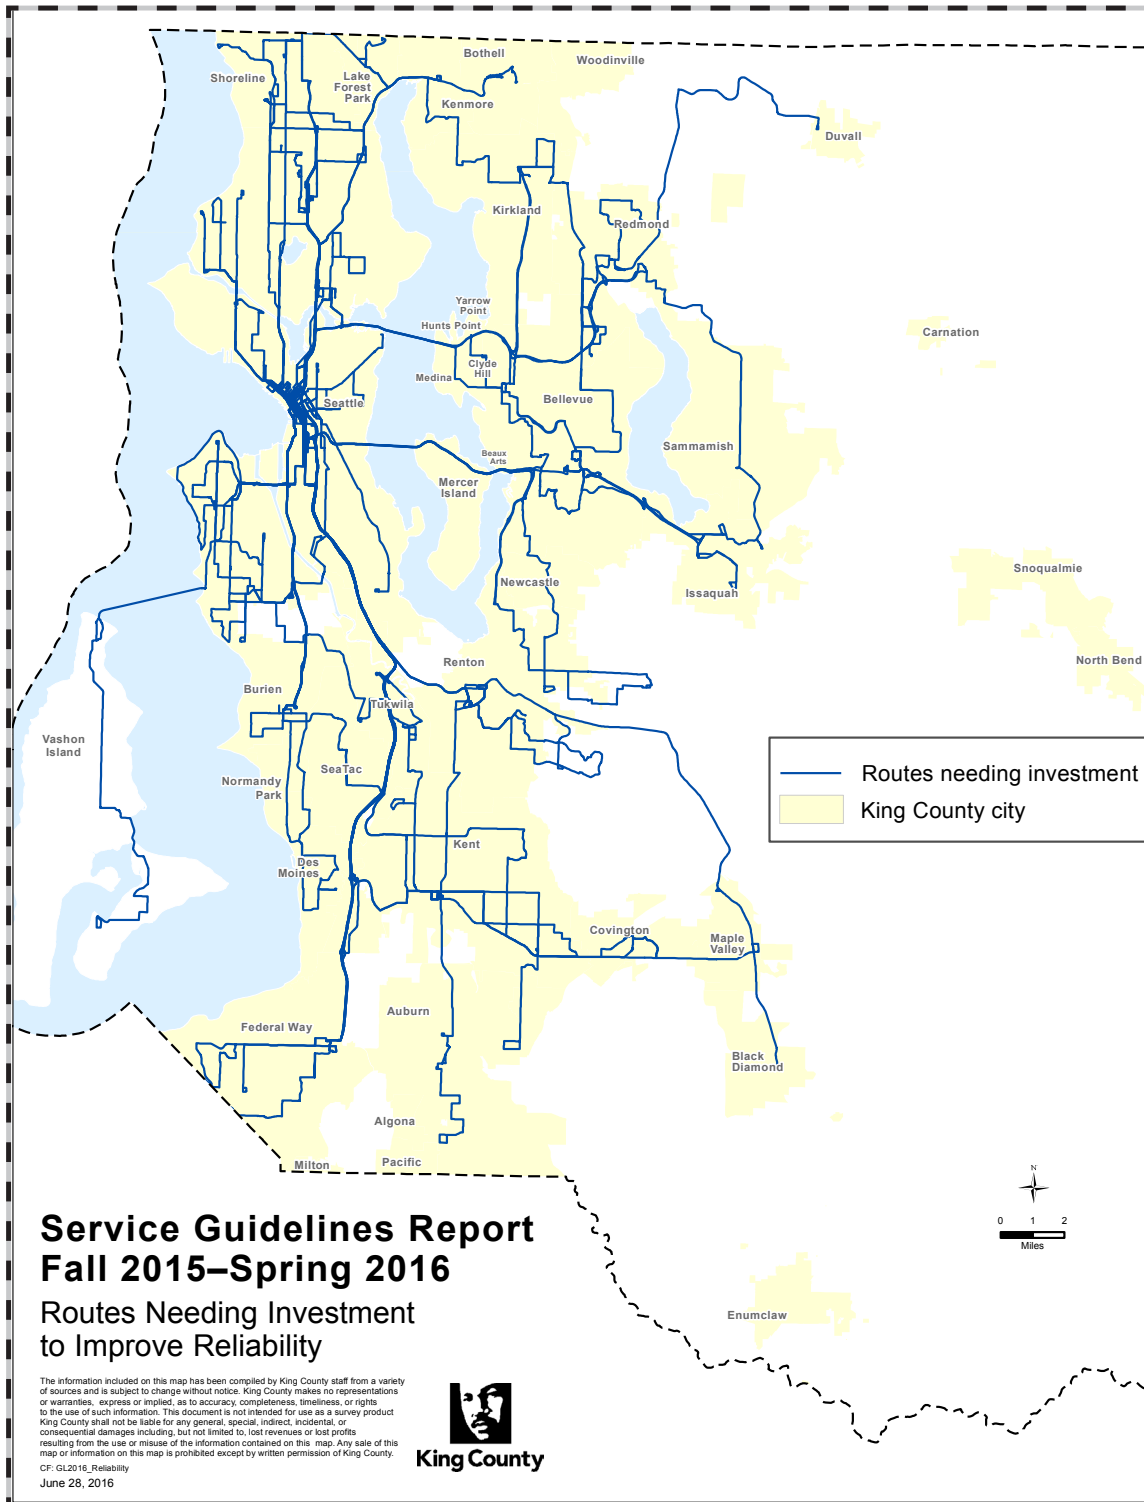 Bothell
Woodinville
Shoreline
Lake
Forest
Park
Kenmore
Duvall
Kirkland
Redmond
Yarrow
Point
Hunts Point
Carnation
Clyde
Hill
Medina
Bellevue
Seattle
Sammamish
Beaux
Arts
Mercer
Island
Newcastle
Issaquah
Snoqualmie
North Bend
Renton
Burien
Tukwila
Vashon
Island
SeaTac
Normandy
Park
Routes needing investment
King County city
Kent
Des
Moines
Covington
Maple
Valley
Auburn
Federal Way
Black
Diamond
Algona
Milton
Pacific
N
0 1 2
Miles
Enumclaw
Service Guidelines Report
Fall 2015–Spring 2016
Routes Needing Investment
to Improve Reliability
The information included on this map has been compiled by King County staff from a variety
of sources and is subject to change without notice. King County makes no representations
or warranties, express or implied, as to accuracy, completeness, timeliness, or rights
to the use of such information. This document is not intended for use as a survey product
King County shall not be liable for any general, special, indirect, incidental, or
consequential damages including, but not limited to, lost revenues or lost profits
resulting from the use or misuse of the information contained on this map. Any sale of this
map or information on this map is prohibited except by written permission of King County.
CF: GL2016_Reliability
June 28, 2016
King County